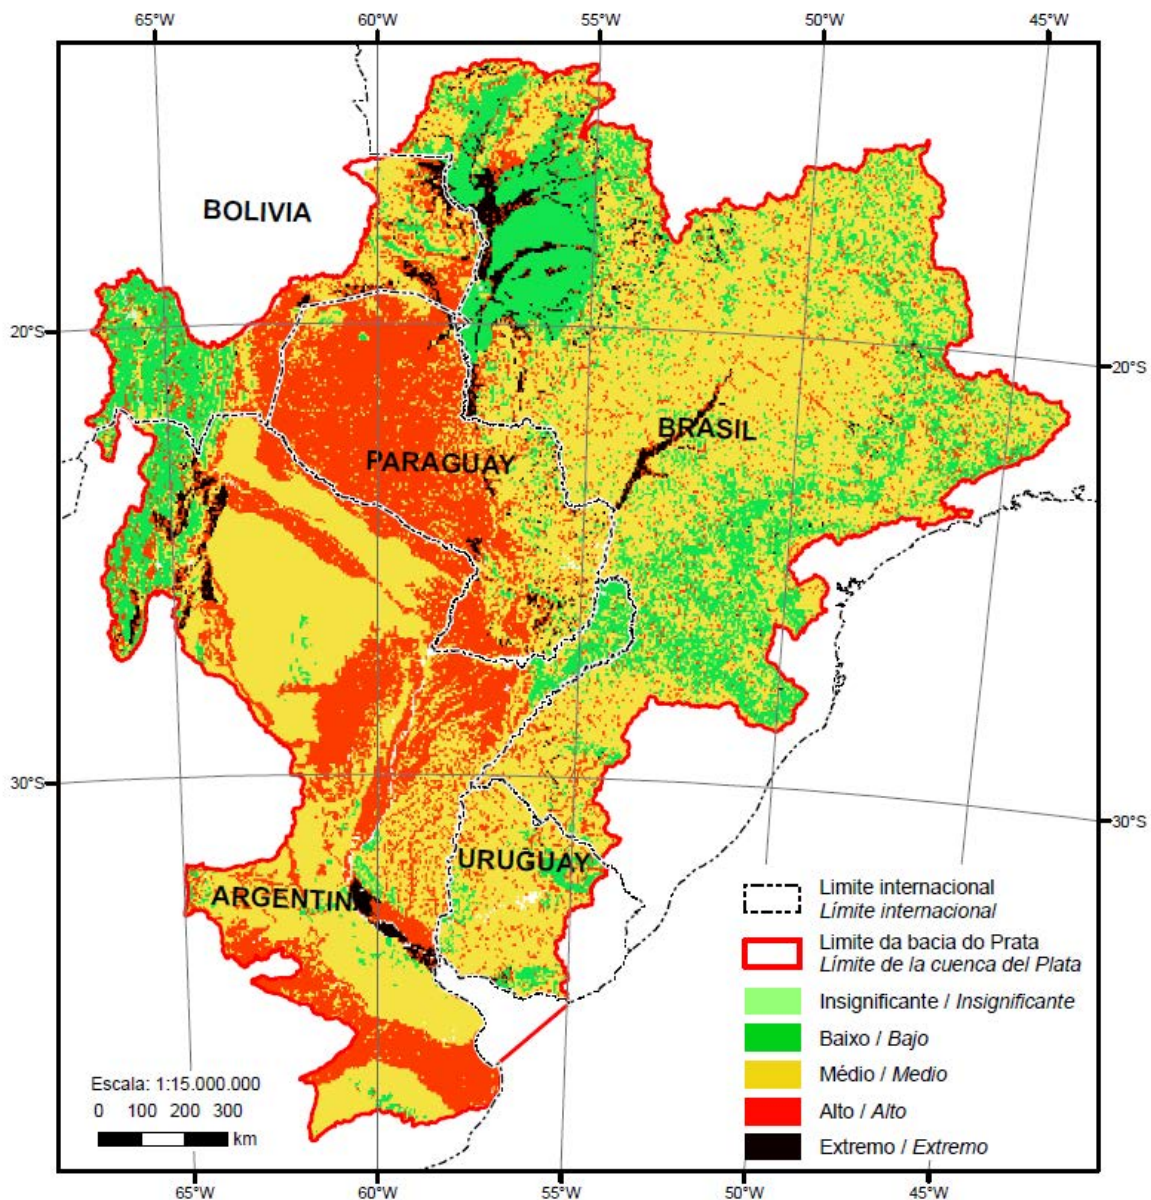 65°W 60°W 55°W 50°W 45°W
BOLIVIA
20°S
20°S
BRASIL
PARAGUAY
30°S
30°S
URUGUAY
ARGENTINA
Limite internacional
Límite internacional
Limite da bacia do Prata
Límite de la cuenca del Plata
Insignificante / Insignificante
Baixo / Bajo
Médio / Medio
Alto / Alto
Extremo / Extremo
Escala: 1:15.000.000
0 100 200 300
km
65°W 60°W 55°W 50°W 45°W